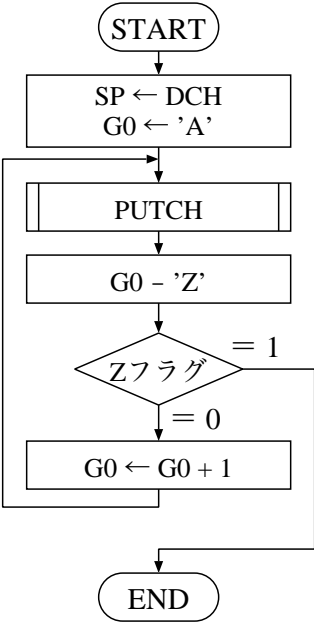 START
SP ← DCH
G0 ← 'A'
PUTCH
G0 - 'Z'
Zフラグ
= 1
= 0
G0 ← G0 + 1
END